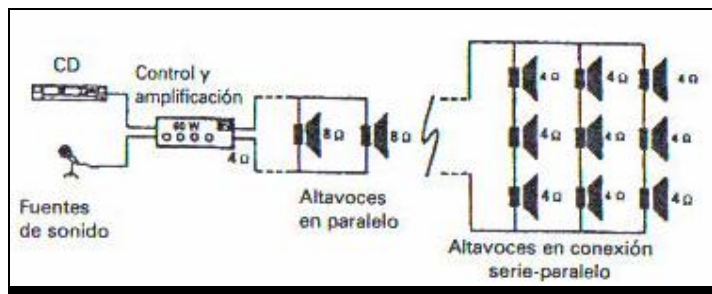 CD
Control y
amplificación
60 W
4 Ω
8 Ω
8 Ω
4 Ω
4 Ω
4 Ω
4 Ω
4 Ω
4 Ω
4 Ω
4 Ω
4 Ω
Fuentes
de sonido
Altavoces
en paralelo
Altavoces en conexión
serie-paralelo